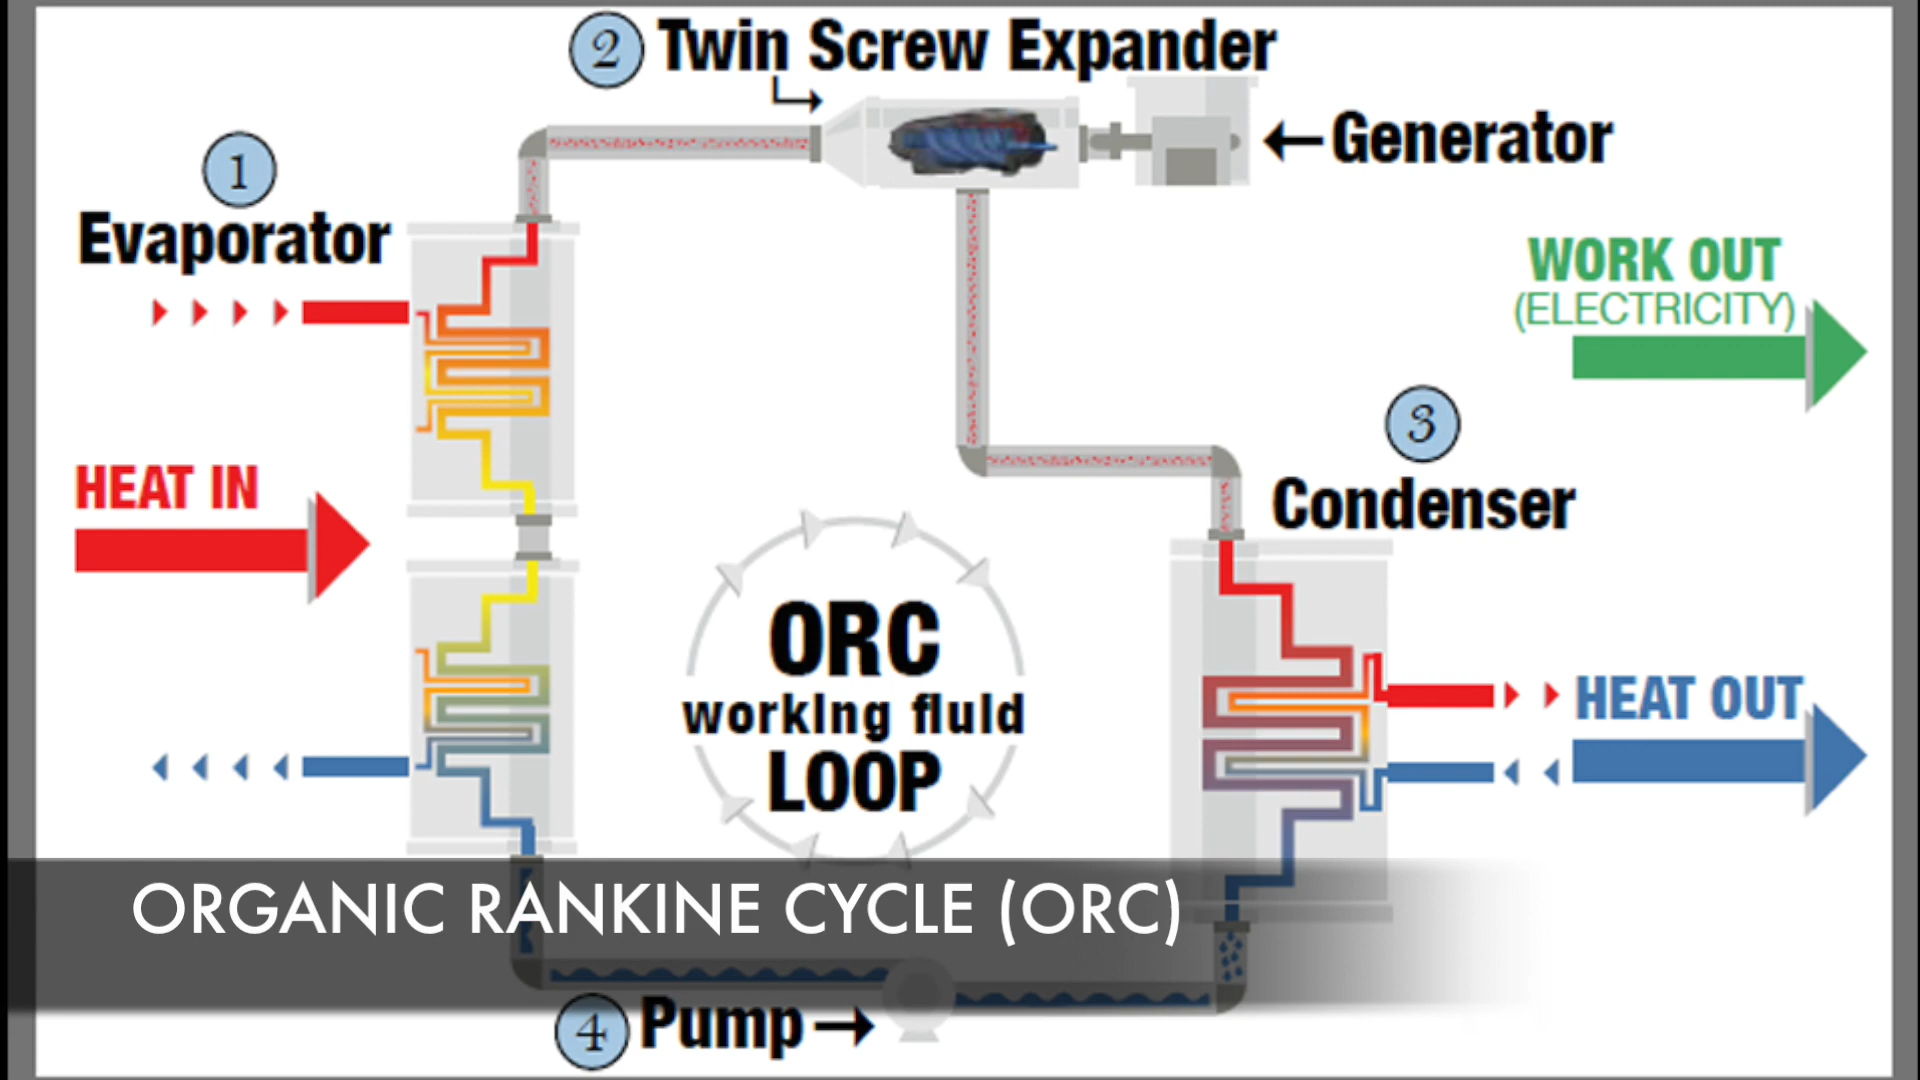 2 Twin Screw Expander
Generator
1
Evaporator
WORK OUT
(ELECTRICITY)
3
Condenser
HEAT IN
ORC
working fluid
LOOP
HEAT OUT
ORGANIC RANKINE CYCLE (ORC)
4 Pump